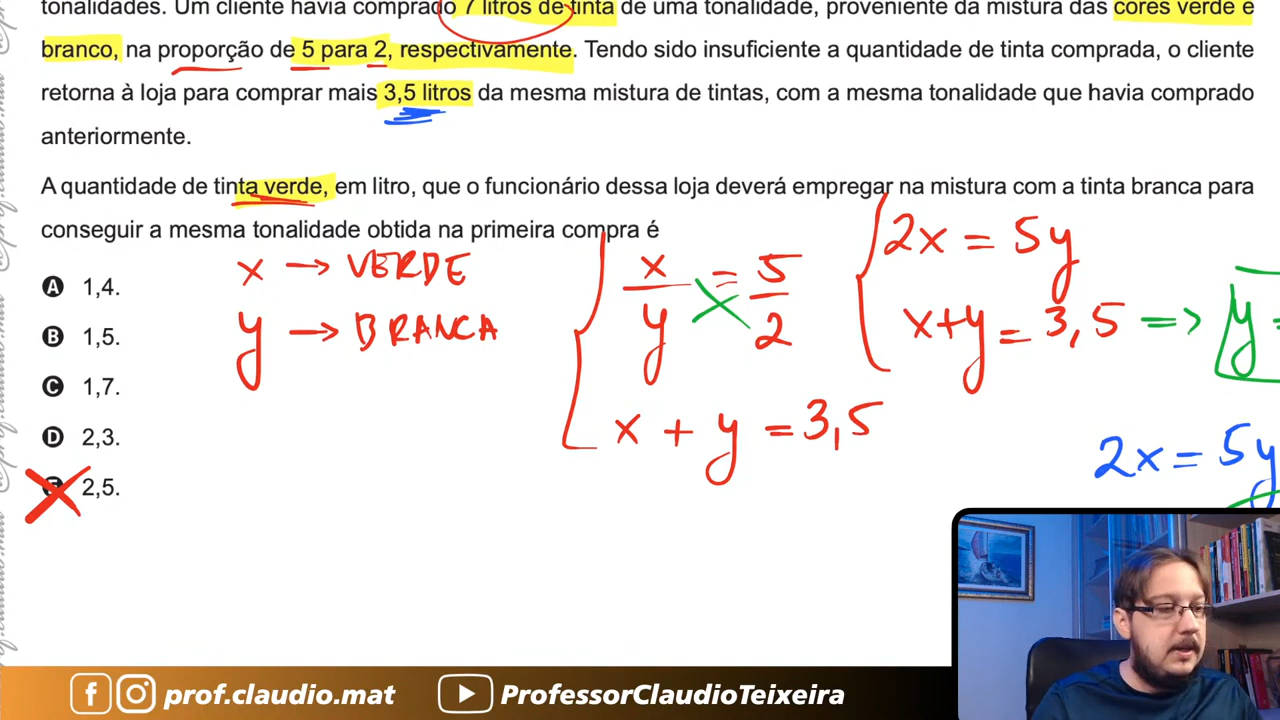 tonalidades. Um cliente havia comprado 7 litros de tinta de uma tonalidade, proveniente da mistura das cores verde e
branco, na proporção de 5 para 2, respectivamente. Tendo sido insuficiente a quantidade de tinta comprada, o cliente
retorna à loja para comprar mais 3,5 litros da mesma mistura de tintas, com a mesma tonalidade que havia comprado
anteriormente.
A quantidade de tinta verde, em litro, que o funcionário dessa loja deverá empregar na mistura com a tinta branca para
conseguir a mesma tonalidade obtida na primeira compra é
A 1,4.
B 1,5.
C 1,7.
D 2,3.
E 2,5.
x → VERDE
y → BRANCA
x/y = 5/2
x + y = 3,5
2x = 5y
x+y = 3,5 => y =
2x = 5y
@prof.claudio.mat
prof.claudio.mat ProfessorClaudioTeixeira